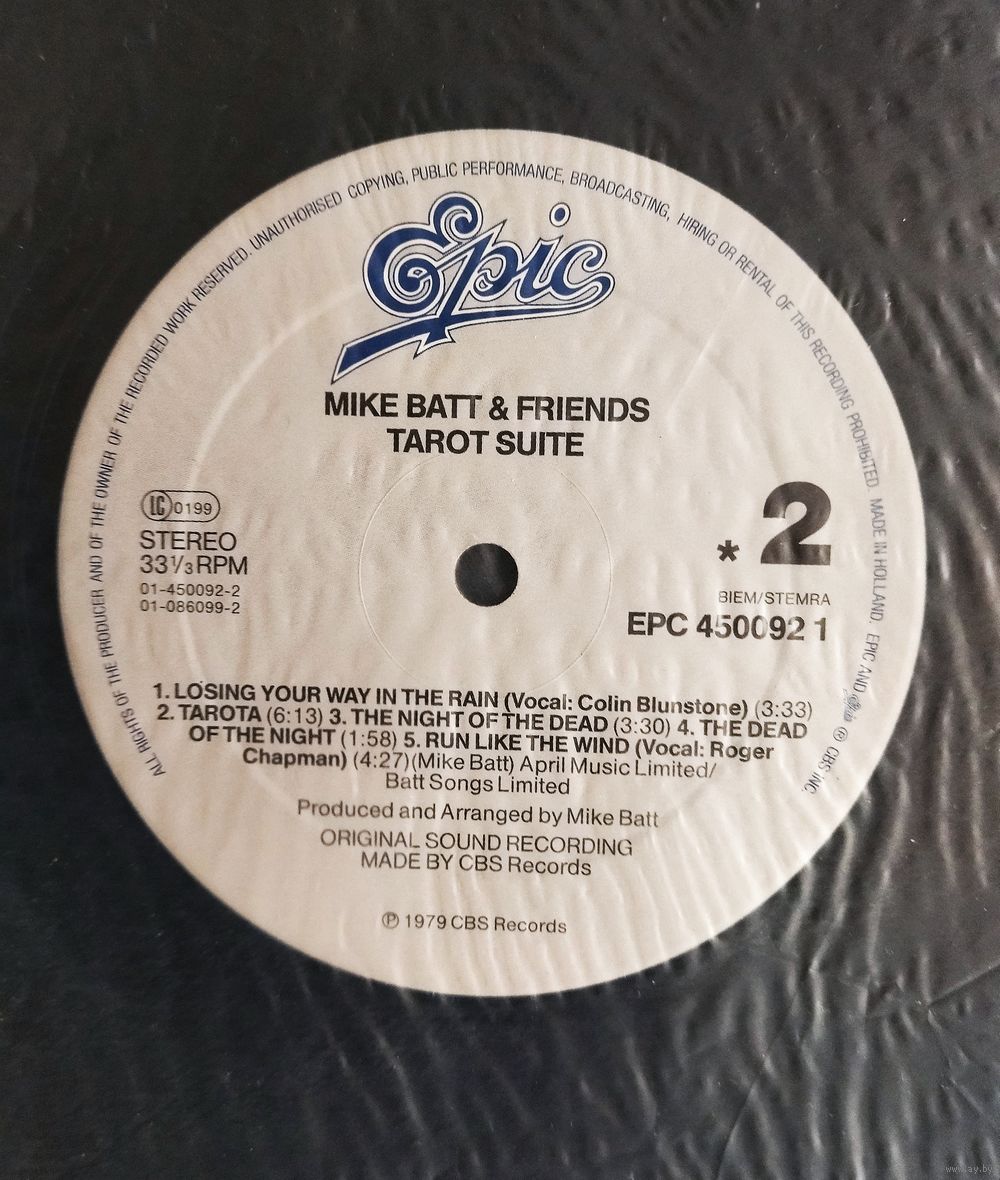 ALL RIGHTS OF THE PRODUCER AND OF THE OWNER OF THE RECORDED WORK RESERVED. UNAUTHORISED COPYING, PUBLIC PERFORMANCE, BROADCASTING, HIRING OR RENTAL OF THIS RECORDING PROHIBITED. MADE IN HOLLAND. EPIC AND Epic ® CBS INC.
Epic
MIKE BATT & FRIENDS
TAROT SUITE
LC 0199
STEREO
33⅓ RPM
01-450092-2
01-086099-2
* 2
BIEM/STEMRA
EPC 450092 1
1. LOSING YOUR WAY IN THE RAIN (Vocal: Colin Blunstone) (3:33)
2. TAROTA (6:13) 3. THE NIGHT OF THE DEAD (3:30) 4. THE DEAD
OF THE NIGHT (1:58) 5. RUN LIKE THE WIND (Vocal: Roger
Chapman) (4:27) (Mike Batt) April Music Limited/
Batt Songs Limited
Produced and Arranged by Mike Batt
ORIGINAL SOUND RECORDING
MADE BY CBS Records
℗ 1979 CBS Records
www.ay.by